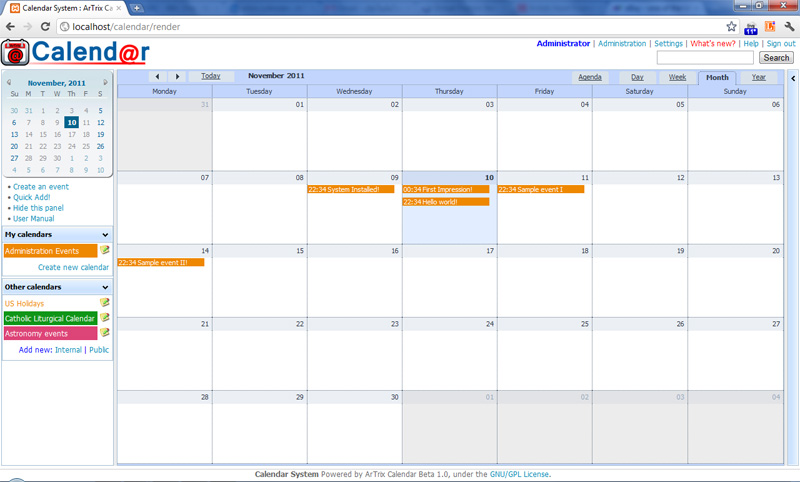 Calendar System : ArTrix Ca
localhost/calendar/render
Calend@r
Administrator | Administration | Settings | What's new? | Help | Sign out
Search
November, 2011
Su M Tu W Th F S
30 31 1 2 3 4 5
6 7 8 9 10 11 12
13 14 15 16 17 18 19
20 21 22 23 24 25 26
27 28 29 30 1 2 3
4 5 6 7 8 9 10
• Create an event
• Quick Add!
• Hide this panel
• User Manual
My calendars
Administration Events
Create new calendar
Other calendars
US Holidays
Catholic Liturgical Calendar
Astronomy events
Add new: Internal | Public
Today November 2011 Agenda Day Week Month Year
Monday Tuesday Wednesday Thursday Friday Saturday Sunday
31 01 02 03 04 05 06
07 08 09 10 11 12 13
22:34 System Installed! 00:34 First Impression! 22:34 Sample event I
22:34 Hello world!
14 15 16 17 18 19 20
22:34 Sample event II!
21 22 23 24 25 26 27
28 29 30 01 02 03 04
Calendar System Powered by ArTrix Calendar Beta 1.0, under the GNU/GPL License.